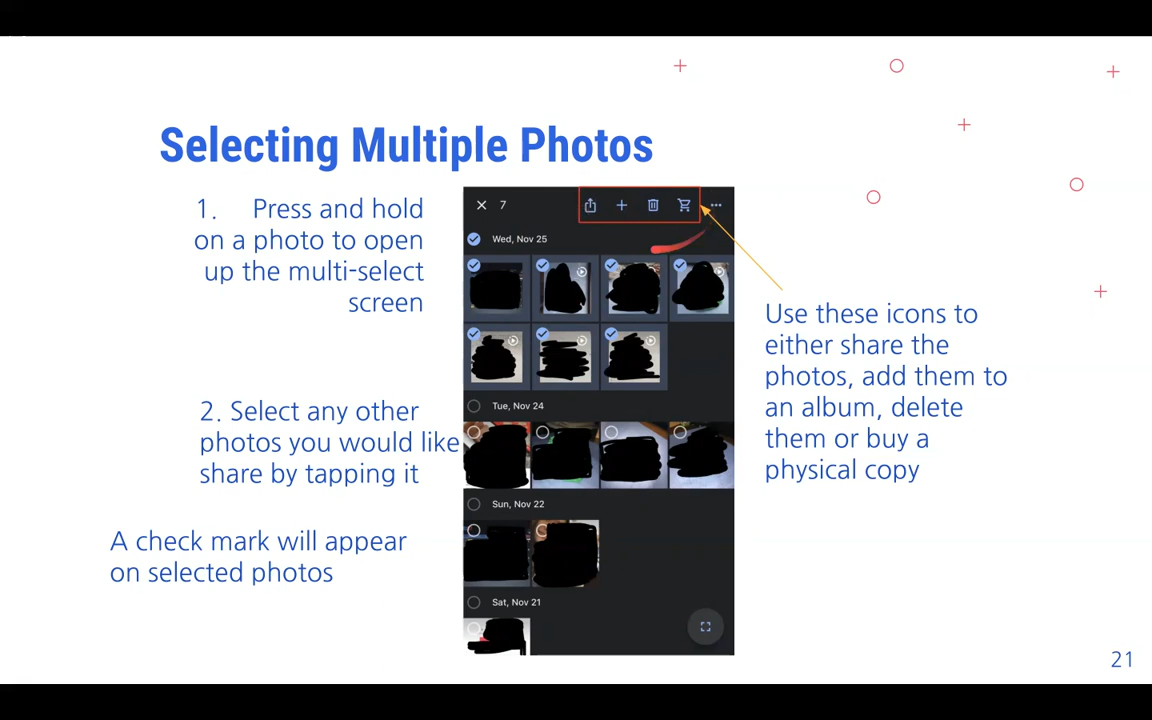 Selecting Multiple Photos
1. Press and hold
on a photo to open
up the multi-select
screen
2. Select any other
photos you would like
share by tapping it
A check mark will appear
on selected photos
7
Wed, Nov 25
Tue, Nov 24
Sun, Nov 22
Sat, Nov 21
Use these icons to
either share the
photos, add them to
an album, delete
them or buy a
physical copy
21